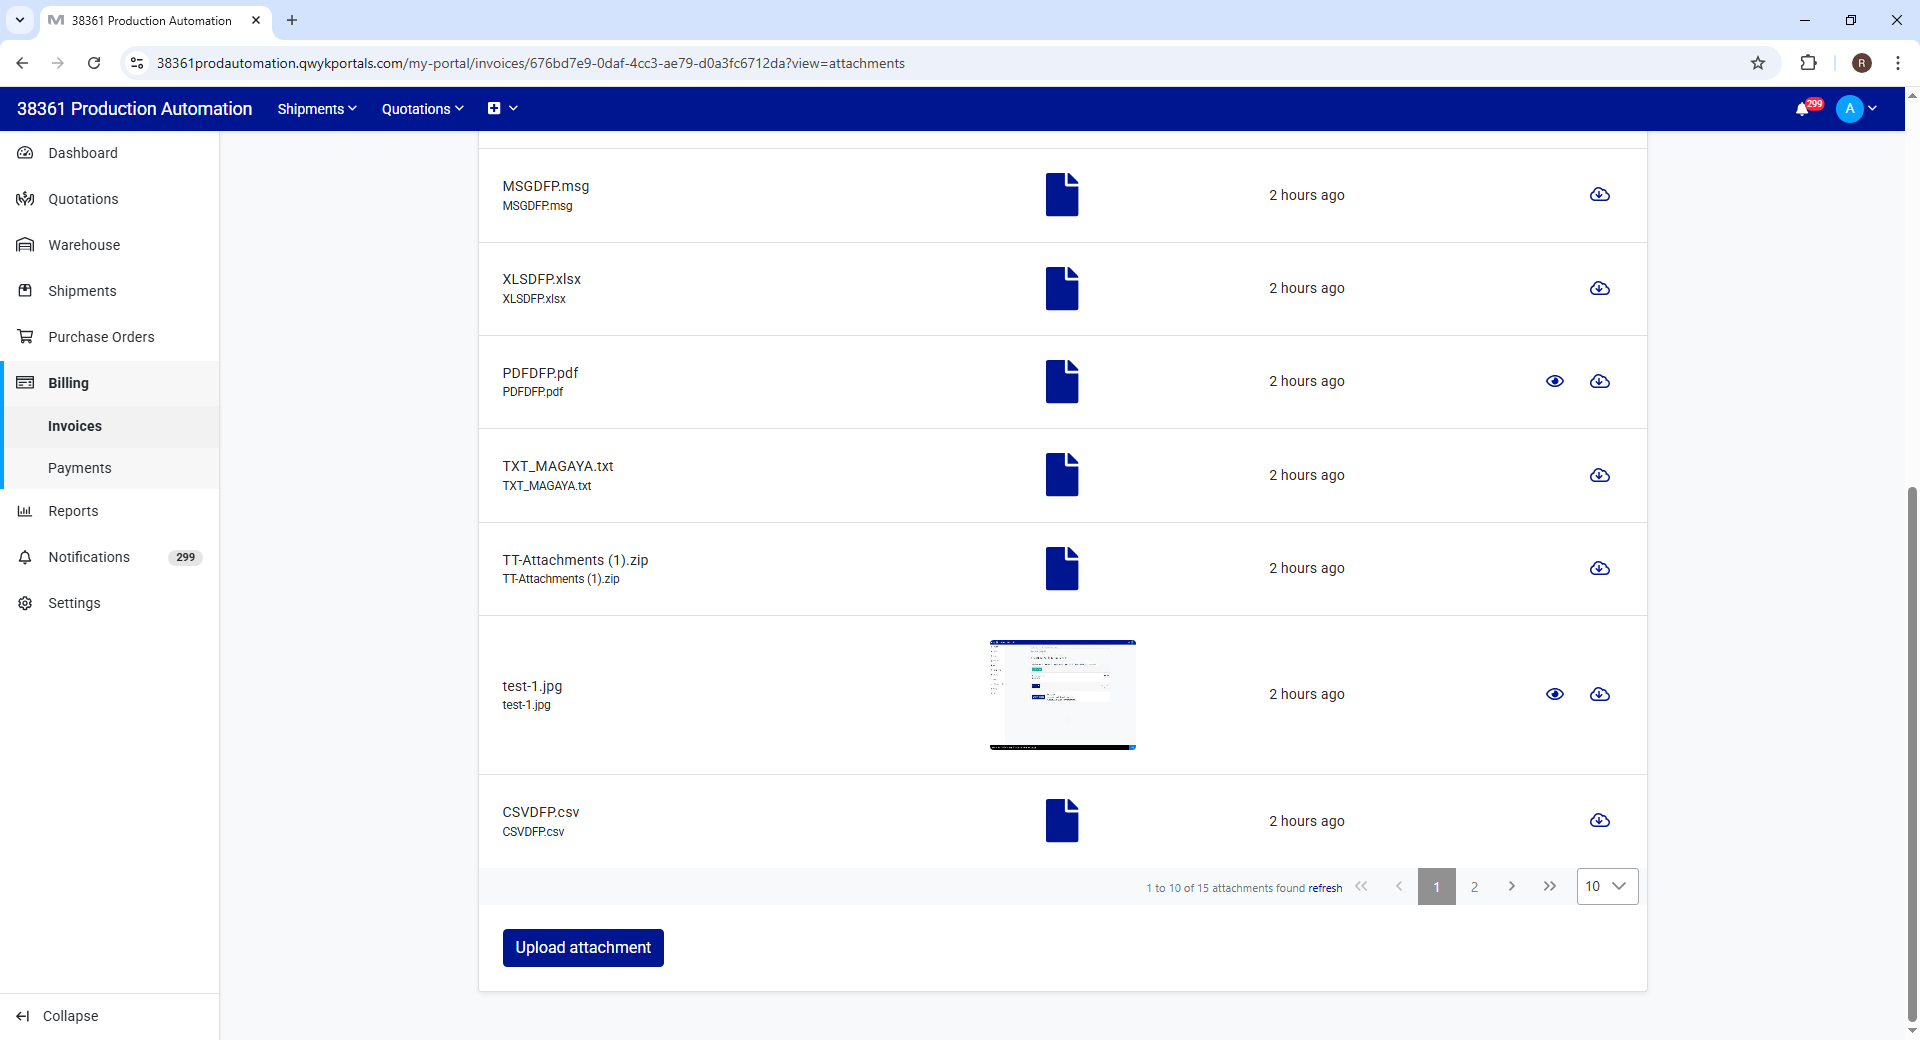 38361 Production Automation
38361prodautomation.qwykportals.com/my-portal/invoices/676bd7e9-0daf-4cc3-ae79-d0a3fc6712da?view=attachments
R
38361 Production Automation
Shipments
Quotations
299
A
Dashboard
Quotations
Warehouse
Shipments
Purchase Orders
Billing
Invoices
Payments
Reports
Notifications
299
Settings
Collapse
MSGDFP.msg
MSGDFP.msg
2 hours ago
XLSDFP.xlsx
XLSDFP.xlsx
2 hours ago
PDFDFP.pdf
PDFDFP.pdf
2 hours ago
TXT_MAGAYA.txt
TXT_MAGAYA.txt
2 hours ago
TT-Attachments (1).zip
TT-Attachments (1).zip
2 hours ago
test-1.jpg
test-1.jpg
2 hours ago
CSVDFP.csv
CSVDFP.csv
2 hours ago
1 to 10 of 15 attachments found refresh
1
2
10
Upload attachment